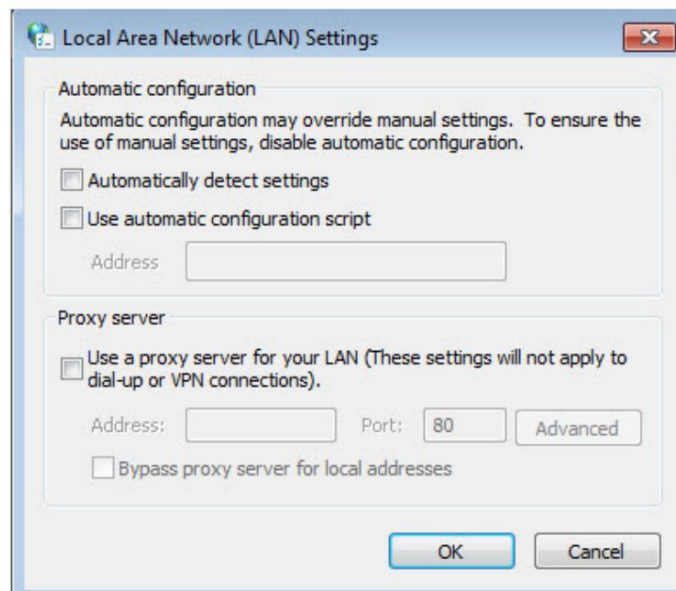 Local Area Network (LAN) Settings
Automatic configuration
Automatic configuration may override manual settings. To ensure the
use of manual settings, disable automatic configuration.
Automatically detect settings
Use automatic configuration script
Address
Proxy server
Use a proxy server for your LAN (These settings will not apply to
dial-up or VPN connections).
Address: Port: 80 Advanced
Bypass proxy server for local addresses
OK Cancel